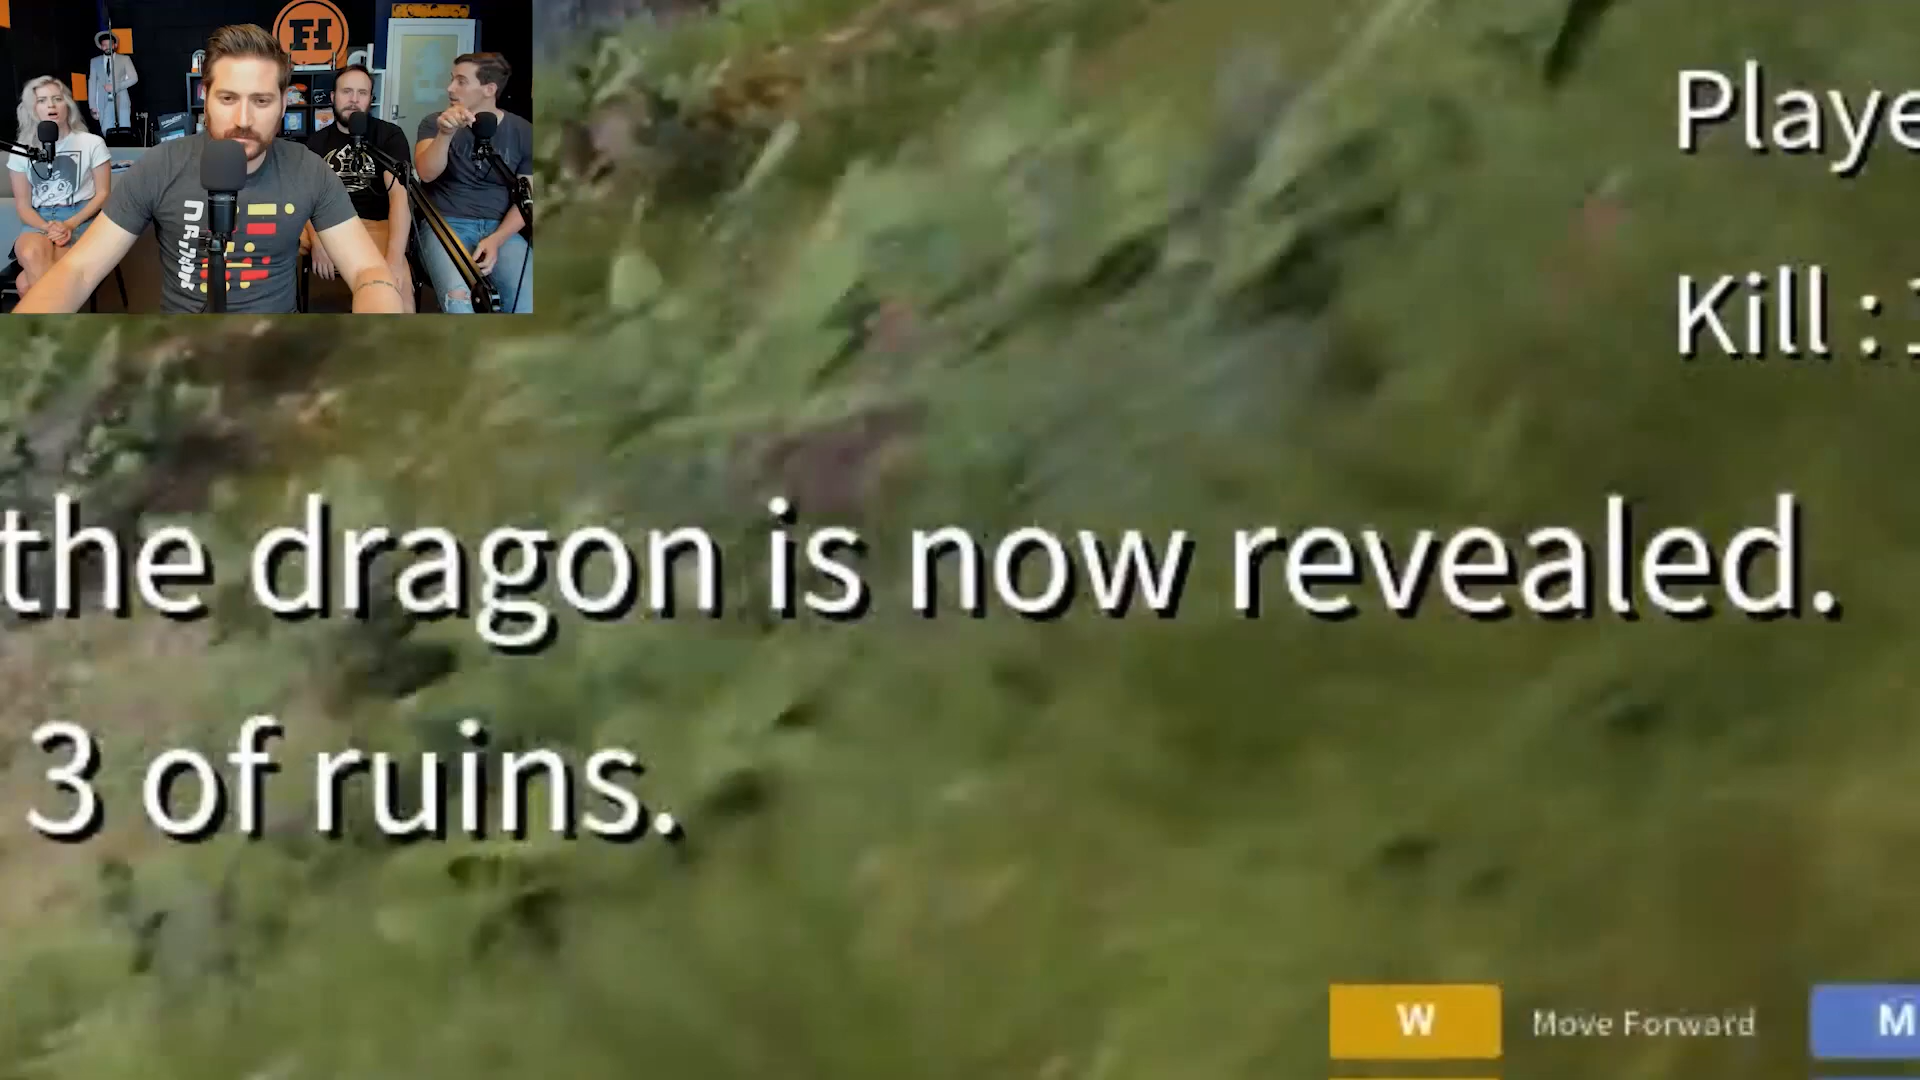 Playe
Kill :
the dragon is now revealed.
3 of ruins.
W Move Forward M